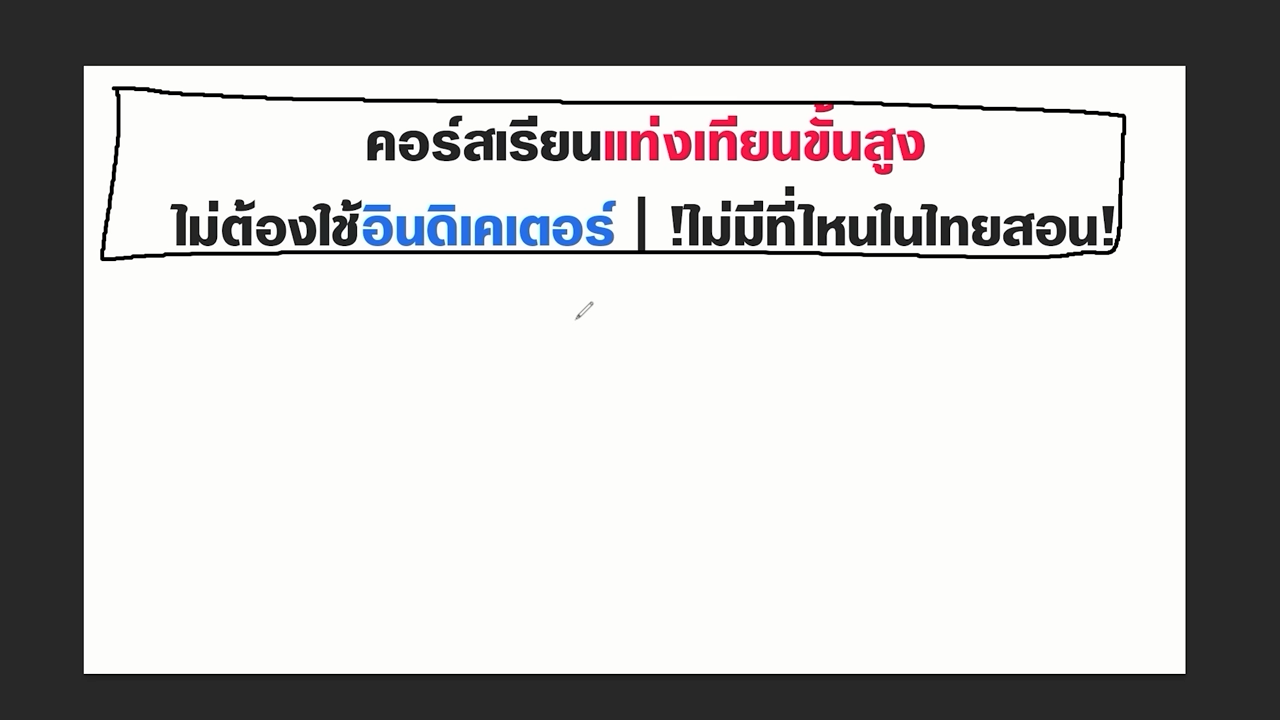 คอร์สเรียนแท่งเทียนขั้นสูง
ไม่ต้องใช้อินดิเคเตอร์ | !ไม่มีที่ไหนในไทยสอน!